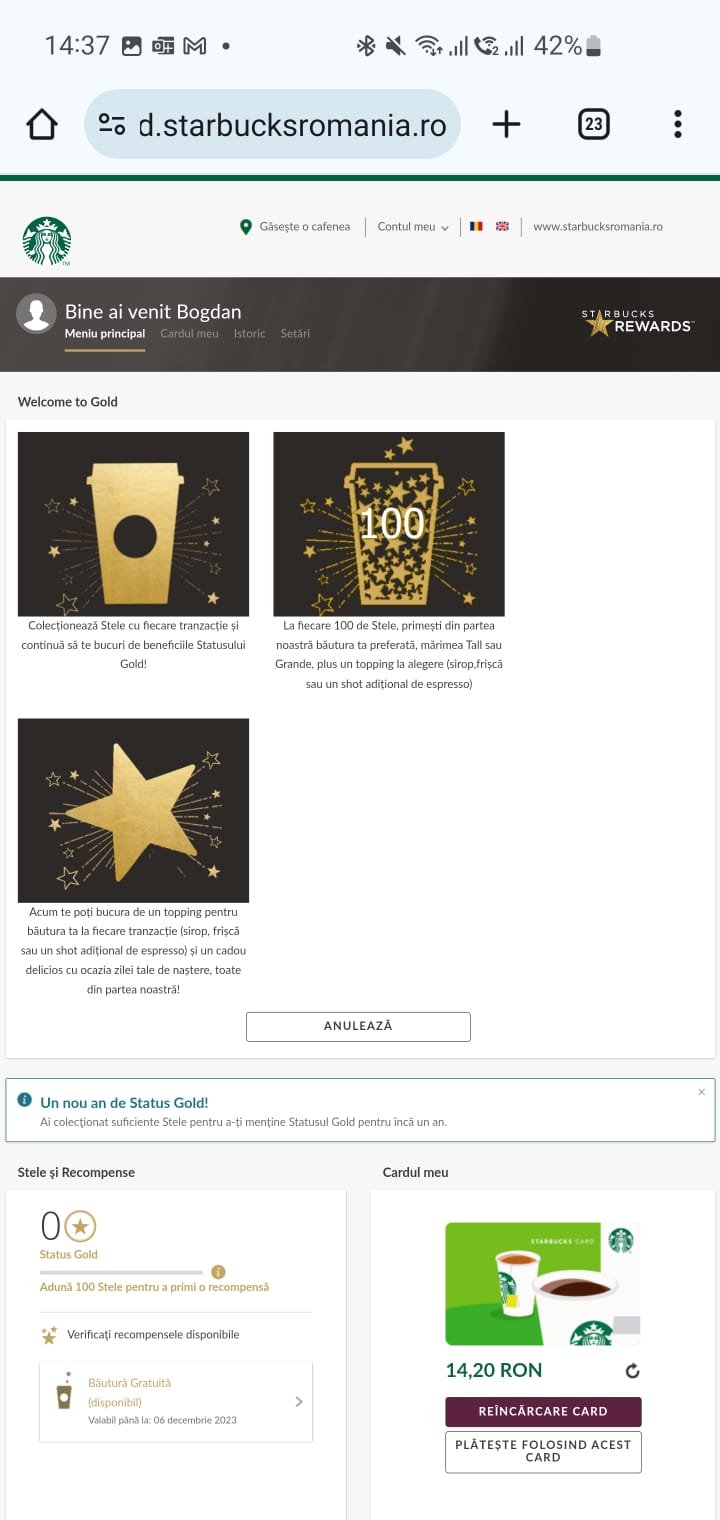 14:37
42%
d.starbucksromania.ro
23
Găsește o cafenea
Contul meu
www.starbucksromania.ro
Bine ai venit Bogdan
Meniu principal
Cardul meu
Istoric
Setări
STARBUCKS
REWARDS™
Welcome to Gold
Colecționează Stele cu fiecare tranzacție și
continuă să te bucuri de beneficiile Statusului
Gold!
100
La fiecare 100 de Stele, primești din partea
noastră băutura ta preferată, mărimea Tall sau
Grande, plus un topping la alegere (sirop,frișcă
sau un shot adițional de espresso)
Acum te poți bucura de un topping pentru
băutura ta la fiecare tranzacție (sirop, frișcă
sau un shot adițional de espresso) și un cadou
delicios cu ocazia zilei tale de naștere, toate
din partea noastră!
ANULEAZĂ
Un nou an de Status Gold!
Ai colecţionat suficiente Stele pentru a-ţi menţine Statusul Gold pentru încă un an.
Stele şi Recompense
0
Status Gold
Adună 100 Stele pentru a primi o recompensă
Verificaţi recompensele disponibile
Băutură Gratuită
(disponibil)
Valabil până la: 06 decembrie 2023
Cardul meu
STARBUCKS CARD
14,20 RON
REÎNCĂRCARE CARD
PLĂTEȘTE FOLOSIND ACEST
CARD